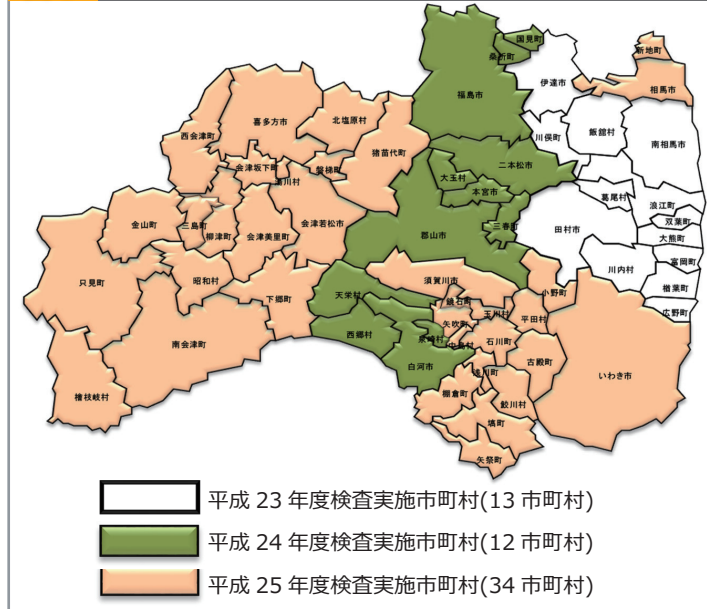 国見町
桑折町
新地町
伊達市
相馬市
福島市
喜多方市
北塩原村
川俣町
飯舘村
南相馬市
西会津町
猪苗代町
二本松市
会津坂下町
磐梯町
大玉村
湯川村
本宮市
葛尾村
浪江町
双葉町
金山町
三島町
柳津町
会津美里町
会津若松市
郡山市
三春町
田村市
大熊町
富岡町
川内村
只見町
昭和村
下郷町
須賀川市
小野町
楢葉町
天栄村
鏡石町
玉川村
平田村
広野町
南会津町
西郷村
矢吹町
泉崎村
中島村
石川町
古殿町
白河市
浅川町
いわき市
檜枝岐村
棚倉町
鮫川村
塙町
矢祭町
平成 23 年度検査実施市町村(13 市町村)
平成 24 年度検査実施市町村(12 市町村)
平成 25 年度検査実施市町村(34 市町村)